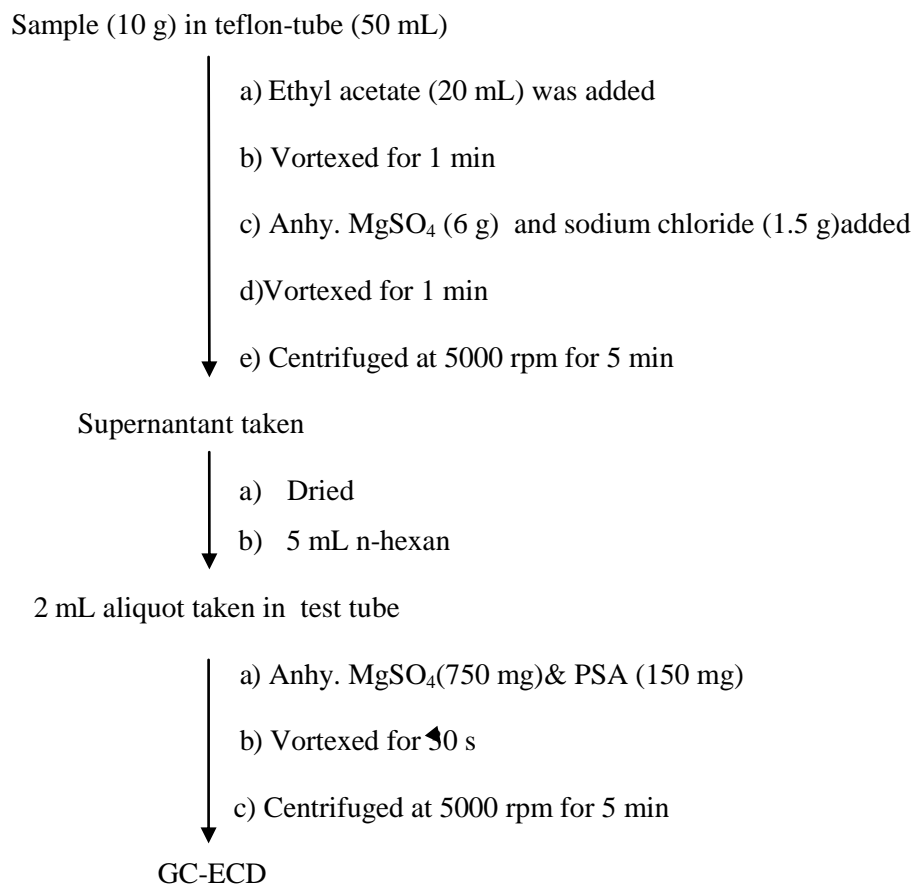 Sample (10 g) in teflon-tube (50 mL)
a) Ethyl acetate (20 mL) was added
b) Vortexed for 1 min
c) Anhy. MgSO₄ (6 g) and sodium chloride (1.5 g)added
d)Vortexed for 1 min
e) Centrifuged at 5000 rpm for 5 min
Supernantant taken
a) Dried
b) 5 mL n-hexan
2 mL aliquot taken in test tube
a) Anhy. MgSO₄(750 mg)& PSA (150 mg)
b) Vortexed for s
c) Centrifuged at 5000 rpm for 5 min
GC-ECD